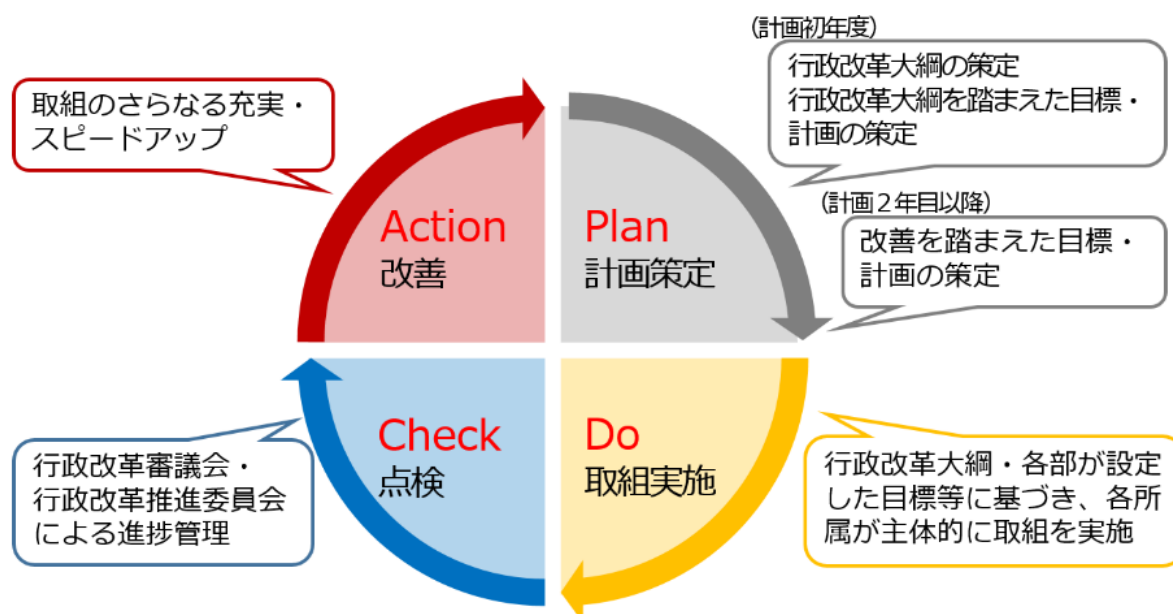 (計画初年度)
行政改革大綱の策定
行政改革大綱を踏まえた目標・
計画の策定
取組のさらなる充実・
スピードアップ
(計画２年目以降)
改善を踏まえた目標・
計画の策定
Action
改善
Plan
計画策定
Check
点検
Do
取組実施
行政改革審議会・
行政改革推進委員会
による進捗管理
行政改革大綱・各部が設定
した目標等に基づき、各所
属が主体的に取組を実施